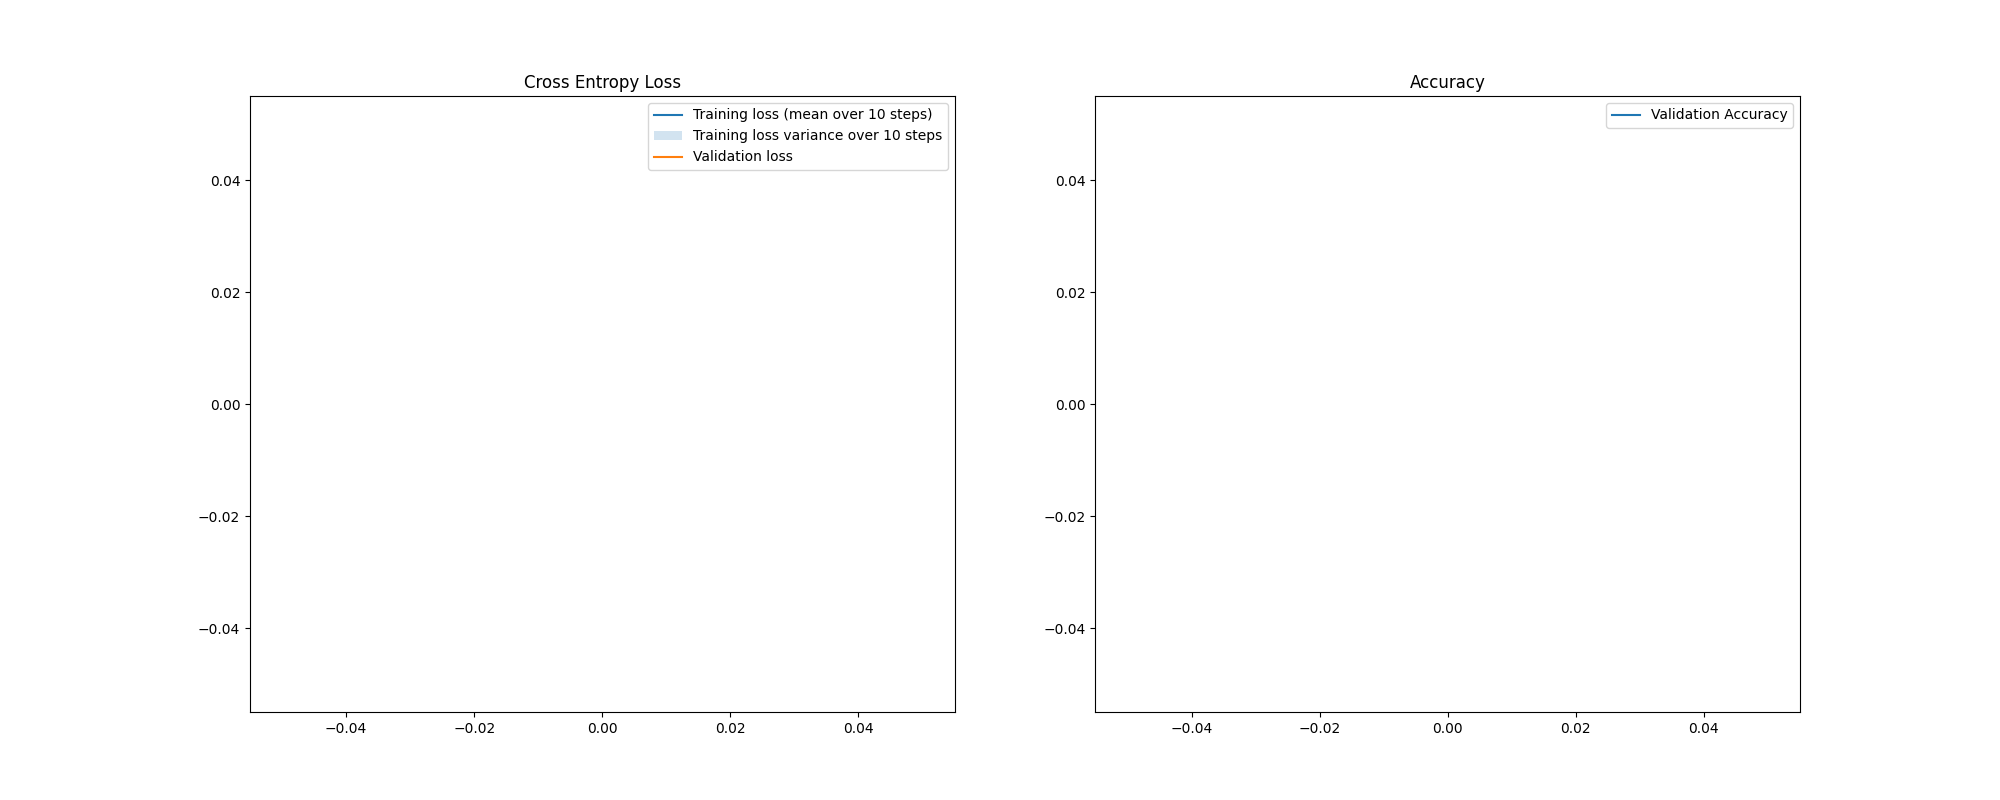 Cross Entropy Loss
Training loss (mean over 10 steps)
Training loss variance over 10 steps
Validation loss
0.04
0.02
0.00
−0.02
−0.04
−0.04 −0.02 0.00 0.02 0.04
Accuracy
Validation Accuracy
0.04
0.02
0.00
−0.02
−0.04
−0.04 −0.02 0.00 0.02 0.04